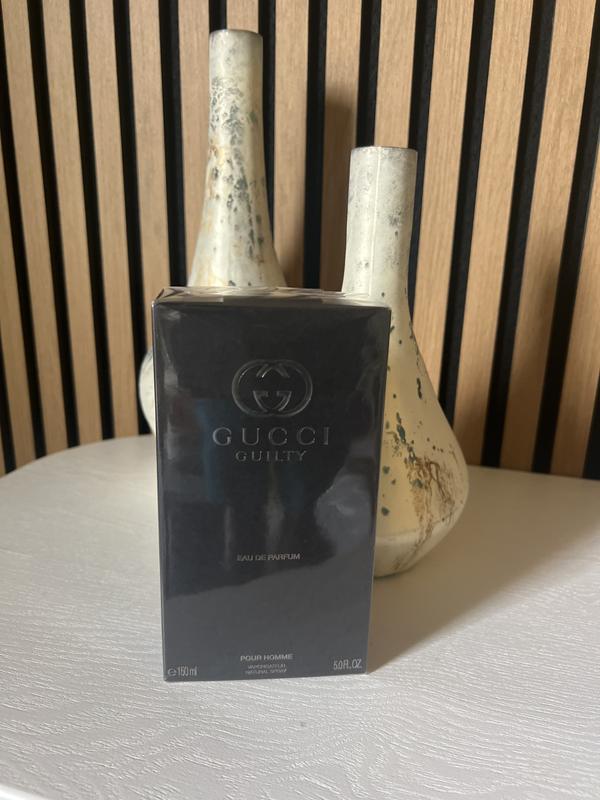 GUCCI
GUILTY
EAU DE PARFUM
POUR HOMME
VAPORISATEUR
NATURAL SPRAY
℮150 ml
5.0 FL.OZ.